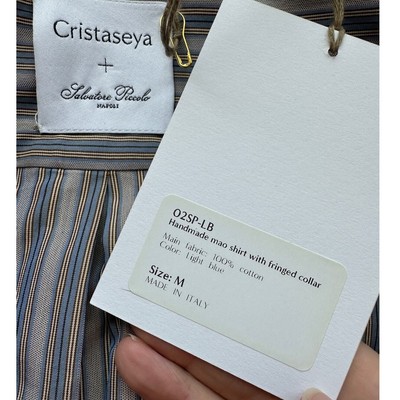 Cristaseya
+
Salvatore Piccolo
NAPOLI
02SP-LB
Handmade mao shirt with fringed collar
Main fabric: 100% cotton
Color: Light blue
Size: M
MADE IN ITALY